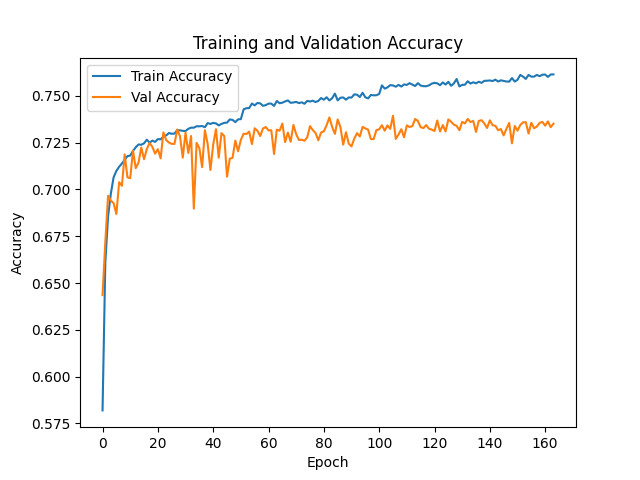 Training and Validation Accuracy
Train Accuracy
Val Accuracy
0.750
0.725
0.700
0.675
0.650
0.625
0.600
0.575
Accuracy
0 20 40 60 80 100 120 140 160
Epoch